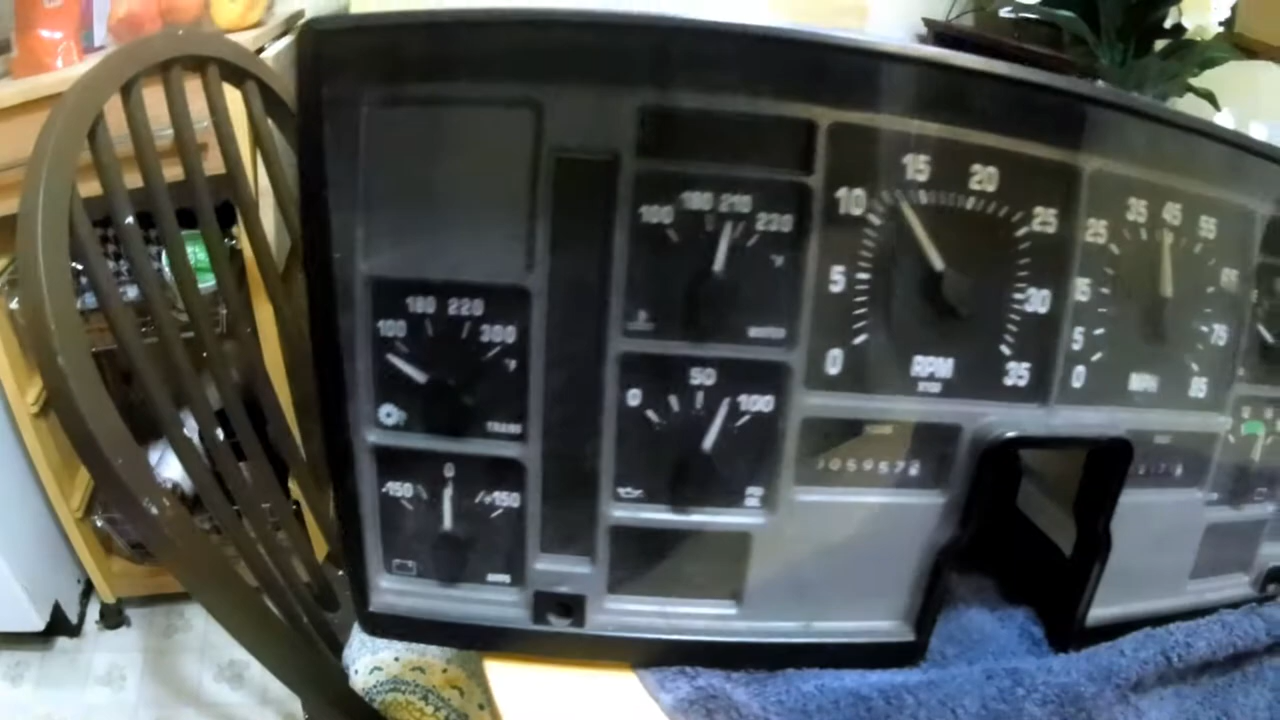 100 180 220 300
°F
TRANS
-150 0 +150
AMPS
100 180 210 230
°F
WATER
0 50 100
0 5 10 15 20 25 30 35
RPM
0 5 15 25 35 45 55 65 75 85
MPH